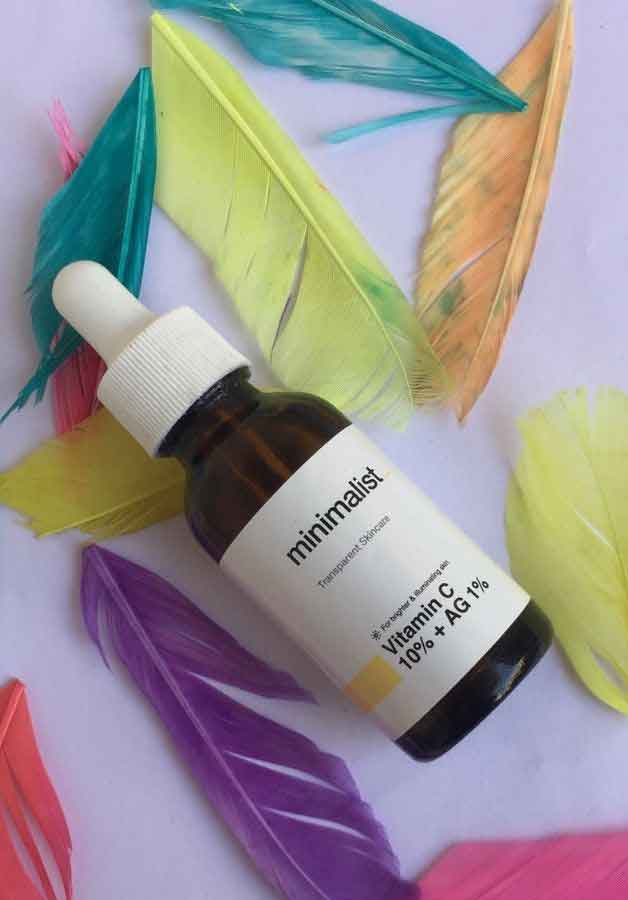 minimalist
Transparent Skincare
For brighter & illuminating skin
Vitamin C
10% + AG 1%